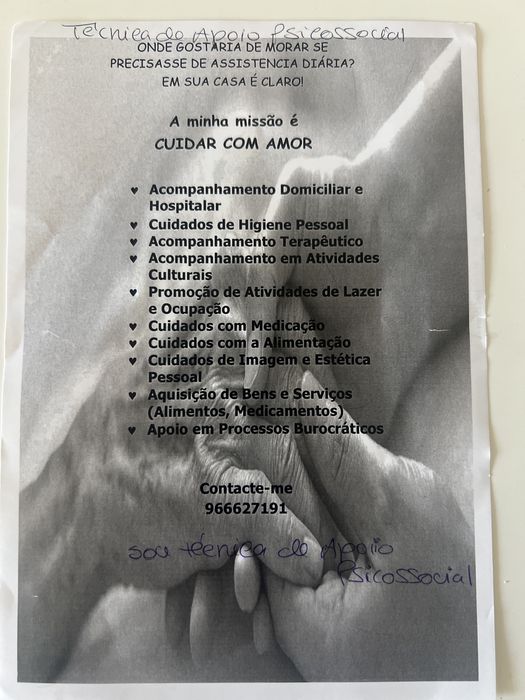 Técnica de Apoio Psicossocial
ONDE GOSTARIA DE MORAR SE
PRECISASSE DE ASSISTENCIA DIÁRIA?
EM SUA CASA É CLARO!
A minha missão é
CUIDAR COM AMOR
♥ Acompanhamento Domiciliar e
Hospitalar
♥ Cuidados de Higiene Pessoal
♥ Acompanhamento Terapêutico
♥ Acompanhamento em Atividades
Culturais
♥ Promoção de Atividades de Lazer
e Ocupação
♥ Cuidados com Medicação
♥ Cuidados com a Alimentação
♥ Cuidados de Imagem e Estética
Pessoal
♥ Aquisição de Bens e Serviços
(Alimentos, Medicamentos)
♥ Apoio em Processos Burocráticos
Contacte-me
966627191
sou técnica de Apoio
Psicossocial